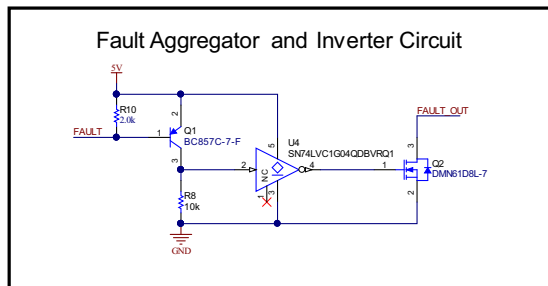 Fault Aggregator and Inverter Circuit
5V
R10
2.0k
FAULT
1
2
Q1
BC857C-7-F
3
R8
10k
GND
2
5
U4
SN74LVC1G04QDBVRQ1
NC
1
3
4
FAULT_OUT
3
1
Q2
DMN61D8L-7
2